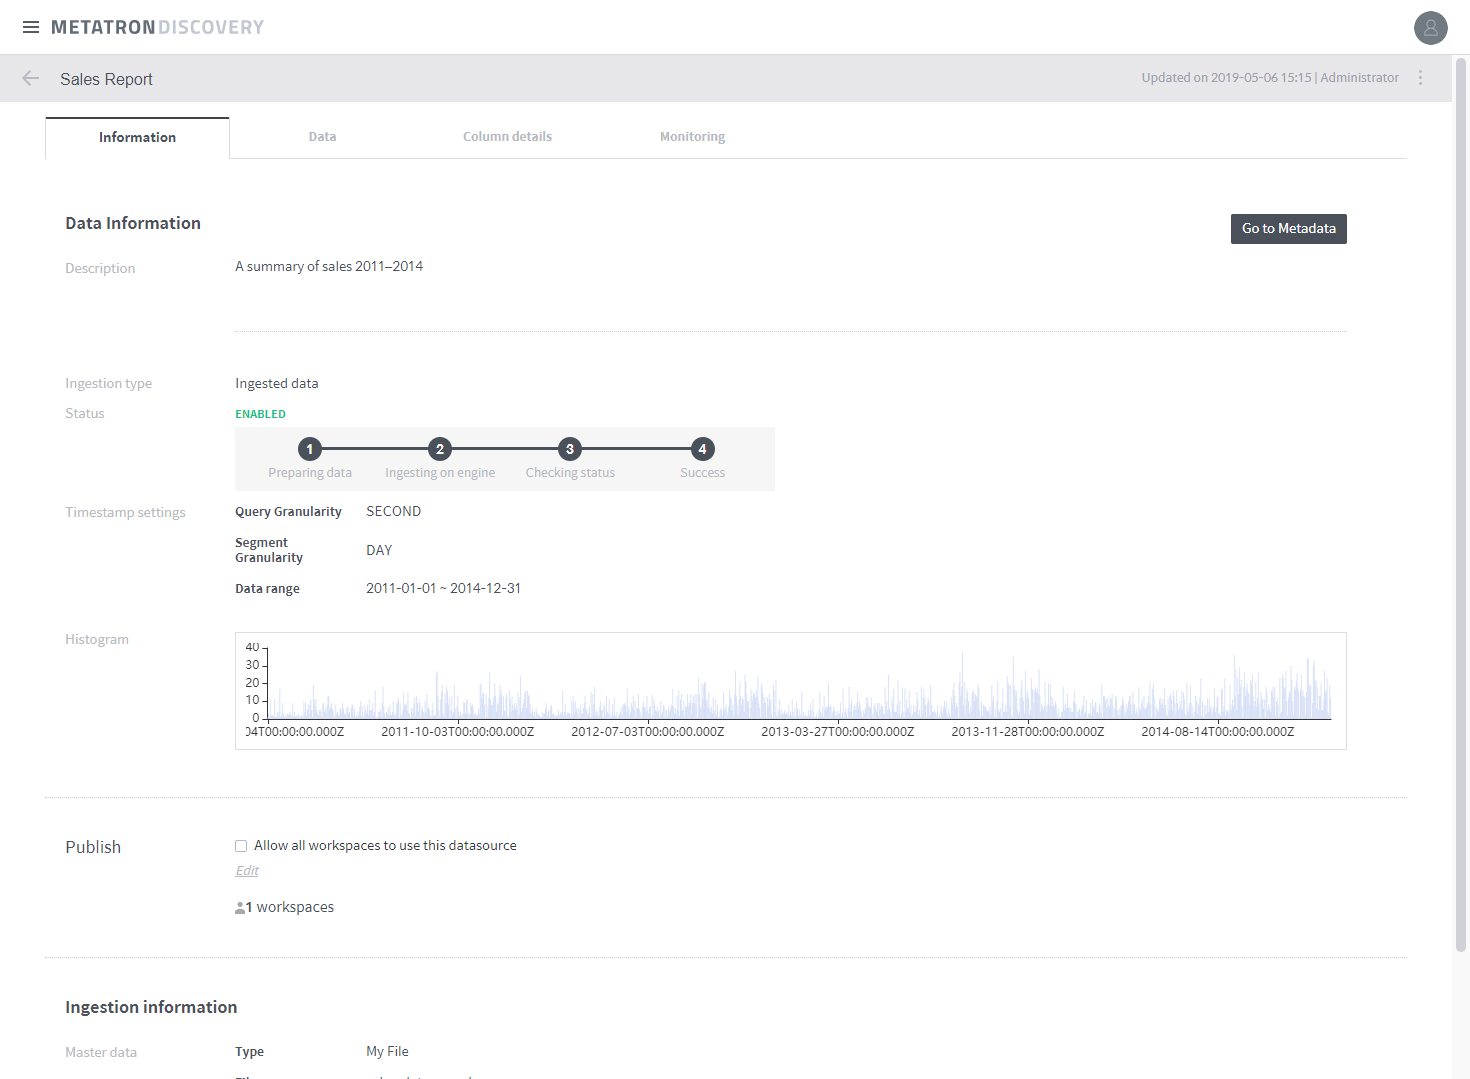 METATRON DISCOVERY
Sales Report
Updated on 2019-05-06 15:15 | Administrator
Information
Data
Column details
Monitoring
Data Information
Go to Metadata
Description
A summary of sales 2011–2014
Ingestion type
Ingested data
Status
ENABLED
1
2
3
4
Preparing data
Ingesting on engine
Checking status
Success
Timestamp settings
Query Granularity
SECOND
Segment
Granularity
DAY
Data range
2011-01-01 ~ 2014-12-31
Histogram
40
30
20
10
0
04T00:00:00.000Z
2011-10-03T00:00:00.000Z
2012-07-03T00:00:00.000Z
2013-03-27T00:00:00.000Z
2013-11-28T00:00:00.000Z
2014-08-14T00:00:00.000Z
Publish
Allow all workspaces to use this datasource
Edit
1 workspaces
Ingestion information
Master data
Type
My File